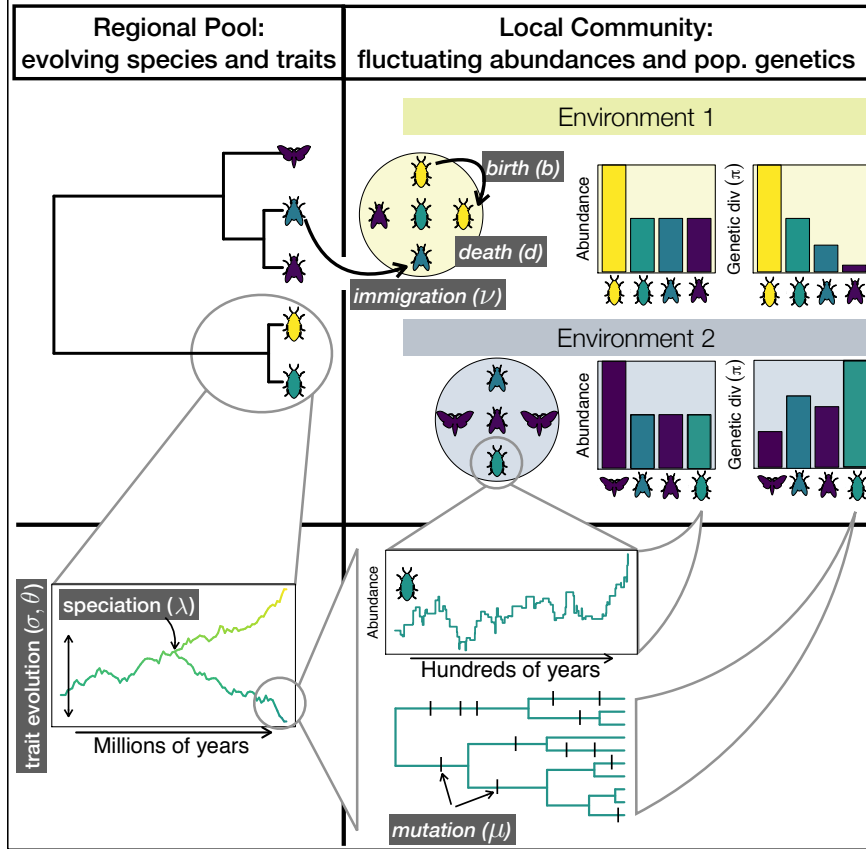 Regional Pool:
evolving species and traits
Local Community:
fluctuating abundances and pop. genetics
Environment 1
birth (b)
death (d)
immigration (ν)
Abundance
Genetic div (π)
Environment 2
Abundance
Genetic div (π)
trait evolution (σ, θ)
speciation (λ)
Millions of years
Abundance
Hundreds of years
mutation (μ)